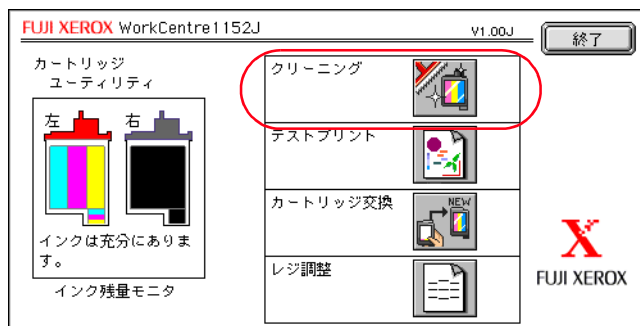 FUJI XEROX WorkCentre1152J
V1.00J
終了
カートリッジ
ユーティリティ
左 右
インクは充分にありま
す。
インク残量モニタ
クリーニング
テストプリント
カートリッジ交換
NEW
レジ調整
X
FUJI XEROX